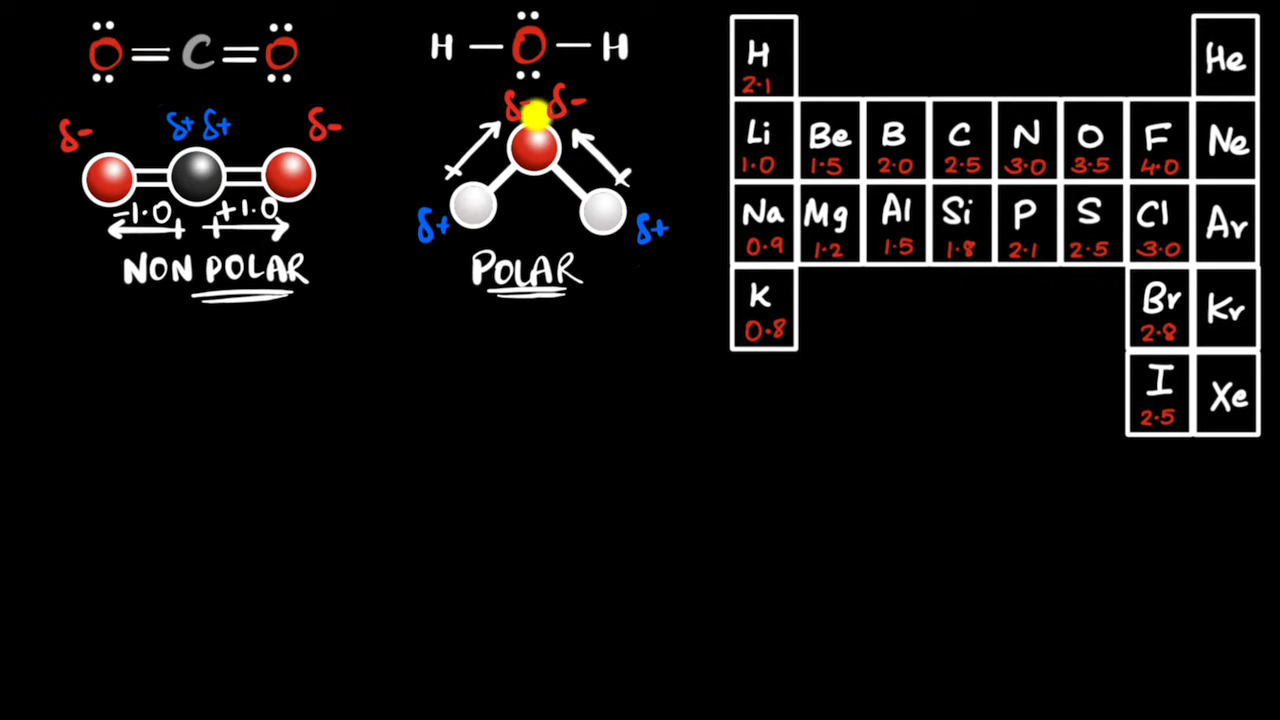 O = C = O
δ- δ+ δ+ δ-
-1.0 +1.0
NON POLAR
H — O — H
δ- δ-
δ+ δ+
POLAR
H He
2.1
Li Be B C N O F Ne
1.0 1.5 2.0 2.5 3.0 3.5 4.0
Na Mg Al Si P S Cl Ar
0.9 1.2 1.5 1.8 2.1 2.5 3.0
K Br Kr
0.8 2.8
I Xe
2.5